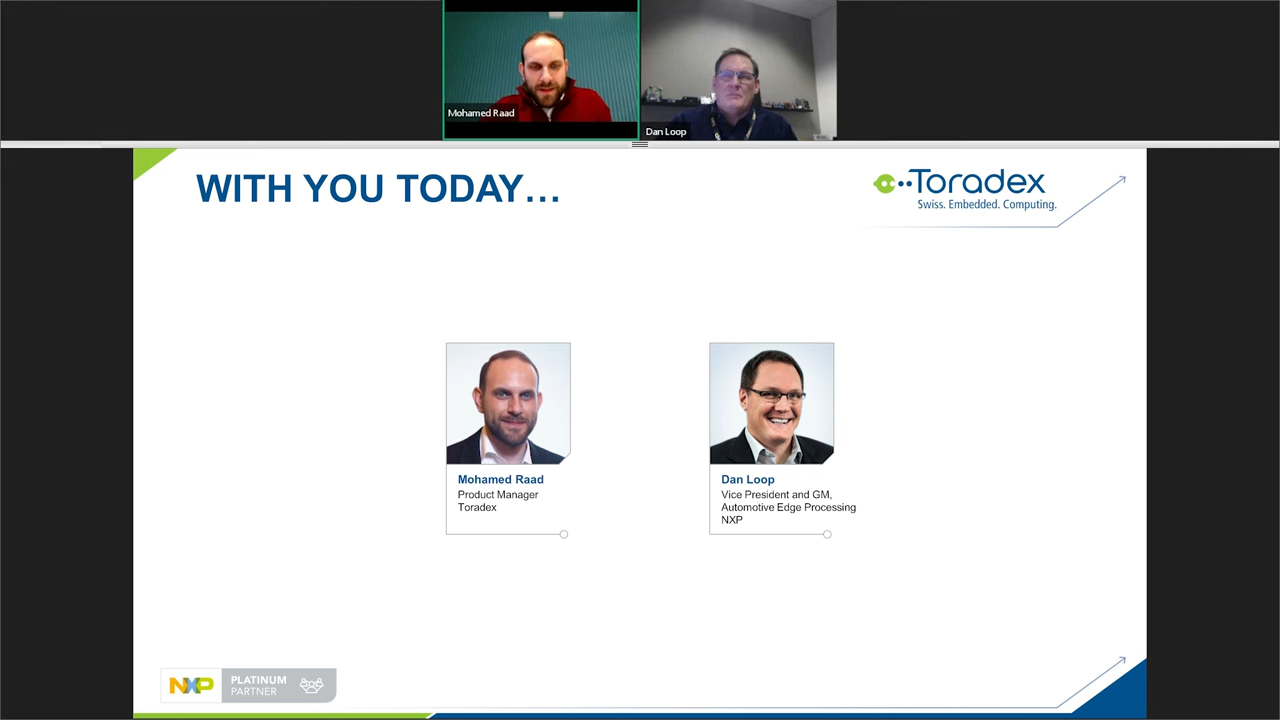 Mohamed Raad
Dan Loop
WITH YOU TODAY...
Toradex
Swiss. Embedded. Computing.
Mohamed Raad
Product Manager
Toradex
Dan Loop
Vice President and GM,
Automotive Edge Processing
NXP
NXP
PLATINUM
PARTNER